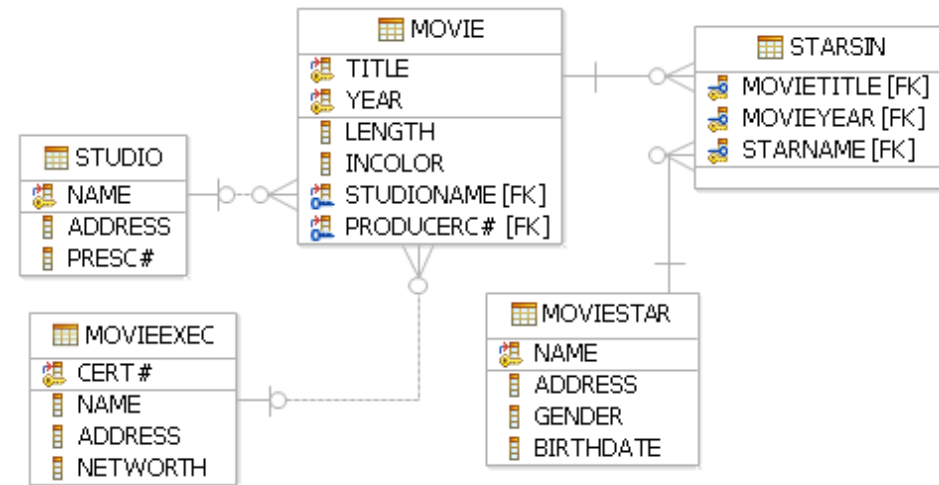 MOVIE
TITLE
YEAR
LENGTH
INCOLOR
STUDIONAME [FK]
PRODUCERC# [FK]
STARSIN
MOVIETITLE [FK]
MOVIEYEAR [FK]
STARNAME [FK]
STUDIO
NAME
ADDRESS
PRESC#
MOVIEEXEC
CERT#
NAME
ADDRESS
NETWORTH
MOVIESTAR
NAME
ADDRESS
GENDER
BIRTHDATE